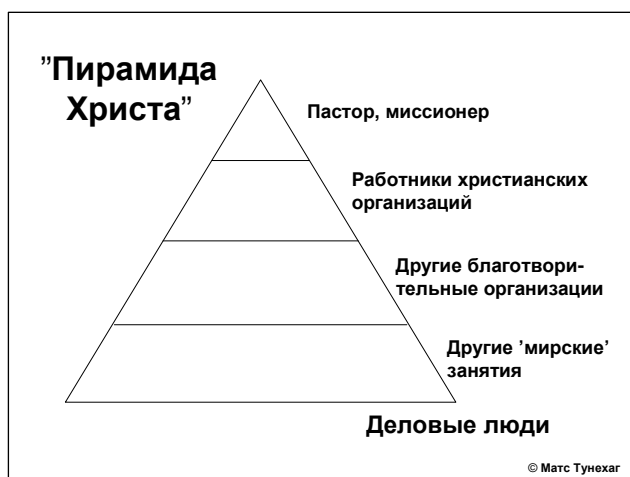 ”Пирамида
Христа”
Пастор, миссионер
Работники христианских
организаций
Другие благотвори-
тельные организации
Другие ’мирские’
занятия
Деловые люди
© Матс Тунехаг